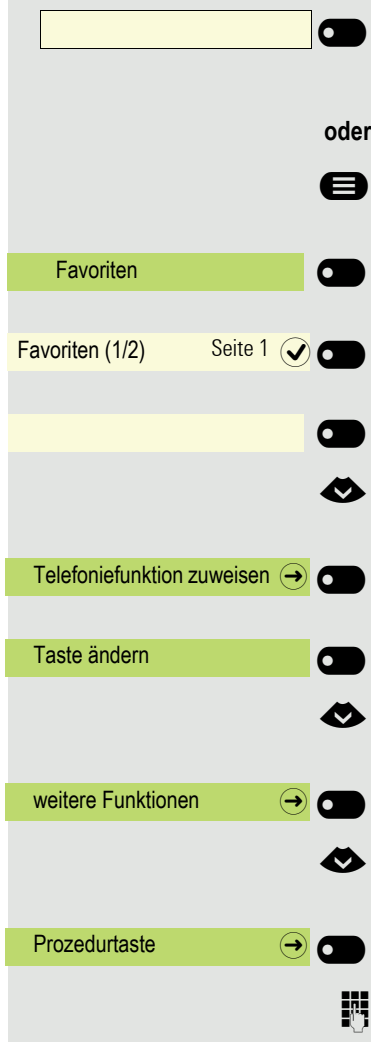 oder
Favoriten
Favoriten (1/2) Seite 1
Telefoniefunktion zuweisen
Taste ändern
weitere Funktionen
Prozedurtaste